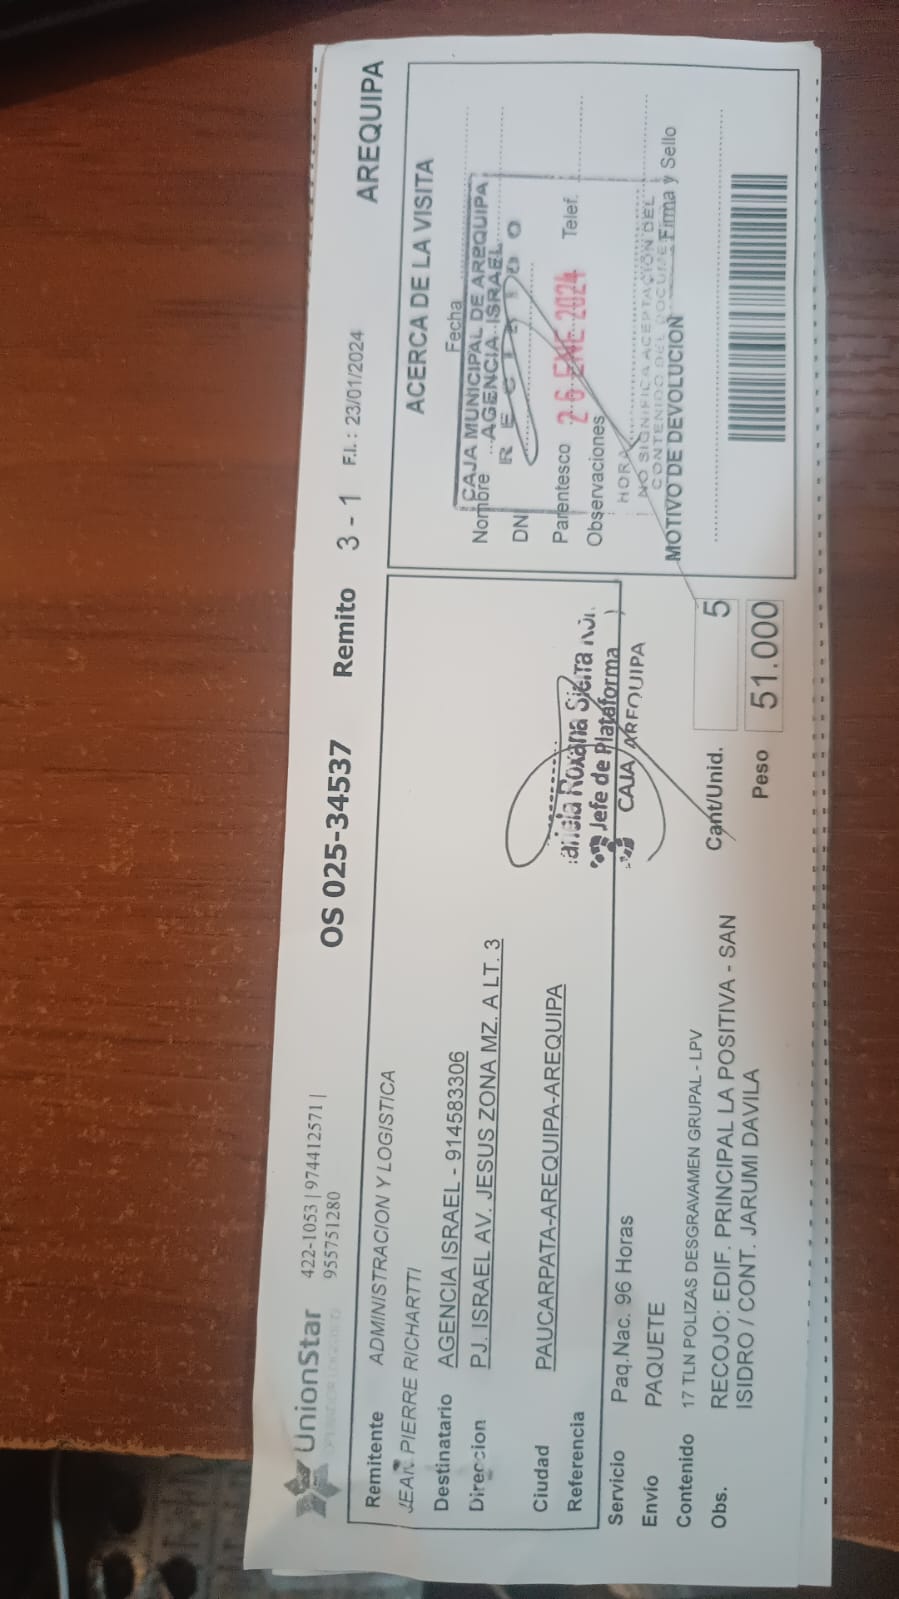 UnionStar 422-1053 | 974412571 |
955751280
OS 025-34537 Remito 3 - 1 F.I.: 23/01/2024 AREQUIPA
Remitente ADMINISTRACION Y LOGISTICA
JEAN PIERRE RICHARTTI
Destinatario AGENCIA ISRAEL - 914583306
Direccion PJ. ISRAEL AV. JESUS ZONA MZ. A LT. 3
Ciudad PAUCARPATA-AREQUIPA-AREQUIPA
Referencia
Roxana Sierra
Jefe de Plataforma
CAJA AREQUIPA
Servicio Paq.Nac. 96 Horas
Envío PAQUETE
Contenido 17 TLN POLIZAS DESGRAVAMEN GRUPAL - LPV
Obs. RECOJO: EDIF. PRINCIPAL LA POSITIVA - SAN
ISIDRO / CONT. JARUMI DAVILA
Cant/Unid. 5
Peso 51.000
ACERCA DE LA VISITA
Fecha
CAJA MUNICIPAL DE AREQUIPA
Nombre
AGENCIA ISRAEL
DNI
RECIBIDO
Parentesco 26 ENE 2024 Telef.
Observaciones
HORA
NO SIGNIFICA ACEPTACIÓN DEL
CONTENIDO DEL DOCUME
Firma y Sello
MOTIVO DE DEVOLUCION